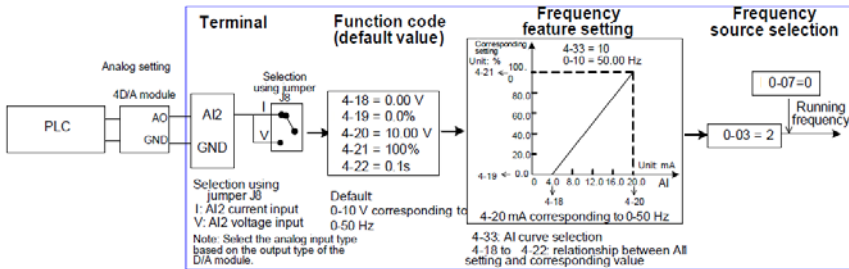 Terminal
Function code
(default value)
Frequency
feature setting
Frequency
source selection
Analog setting
4D/A module
PLC
AO
GND
AI2
GND
Selection
using jumper
J8
I
V
4-18 = 0.00 V
4-19 = 0.0%
4-20 = 10.00 V
4-21 = 100%
4-22 = 0.1s
Corresponding
setting
Unit: %
4-33 = 10
0-10 = 50.00 Hz
4-21
100.
0
80.0
60.0
40.0
20.0
4-19
0.0
Unit: mA
0 4.0 8.0 12.0 16.0 20.0
AI
4-18
4-20
4-20 mA corresponding to 0-50 Hz
0-07=0
Running
frequency
0-03 = 2
Selection using
jumper J8
I: AI2 current input
V: AI2 voltage input
Note: Select the analog input type
based on the output type of the
D/A module.
Default:
0-10 V corresponding to
0-50 Hz
4-33: AI curve selection
4-18 to 4-22: relationship between AII
setting and corresponding value